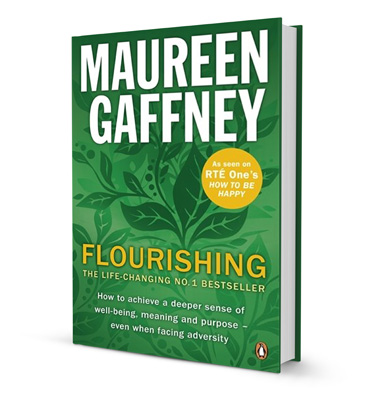 MAUREEN
GAFFNEY
As seen on
RTÉ One's
HOW TO BE
HAPPY
FLOURISHING
THE LIFE-CHANGING NO.1 BESTSELLER
How to achieve a deeper sense of
well-being, meaning and purpose –
even when facing adversity